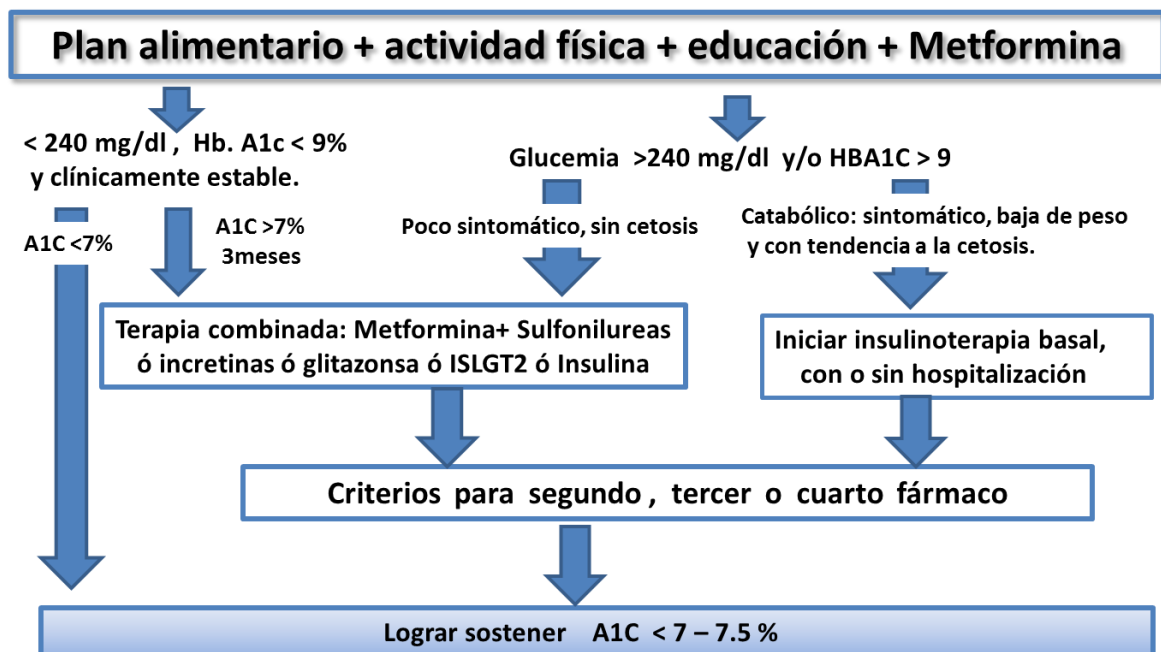 Plan alimentario + actividad física + educación + Metformina
< 240 mg/dl , Hb. A1c < 9%
y clínicamente estable.
Glucemia >240 mg/dl y/o HBA1C > 9
A1C <7%
A1C >7%
3meses
Poco sintomático, sin cetosis
Catabólico: sintomático, baja de peso
y con tendencia a la cetosis.
Terapia combinada: Metformina+ Sulfonilureas
ó incretinas ó glitazonsa ó ISLGT2 ó Insulina
Iniciar insulinoterapia basal,
con o sin hospitalización
Criterios para segundo , tercer o cuarto fármaco
Lograr sostener A1C < 7 – 7.5 %